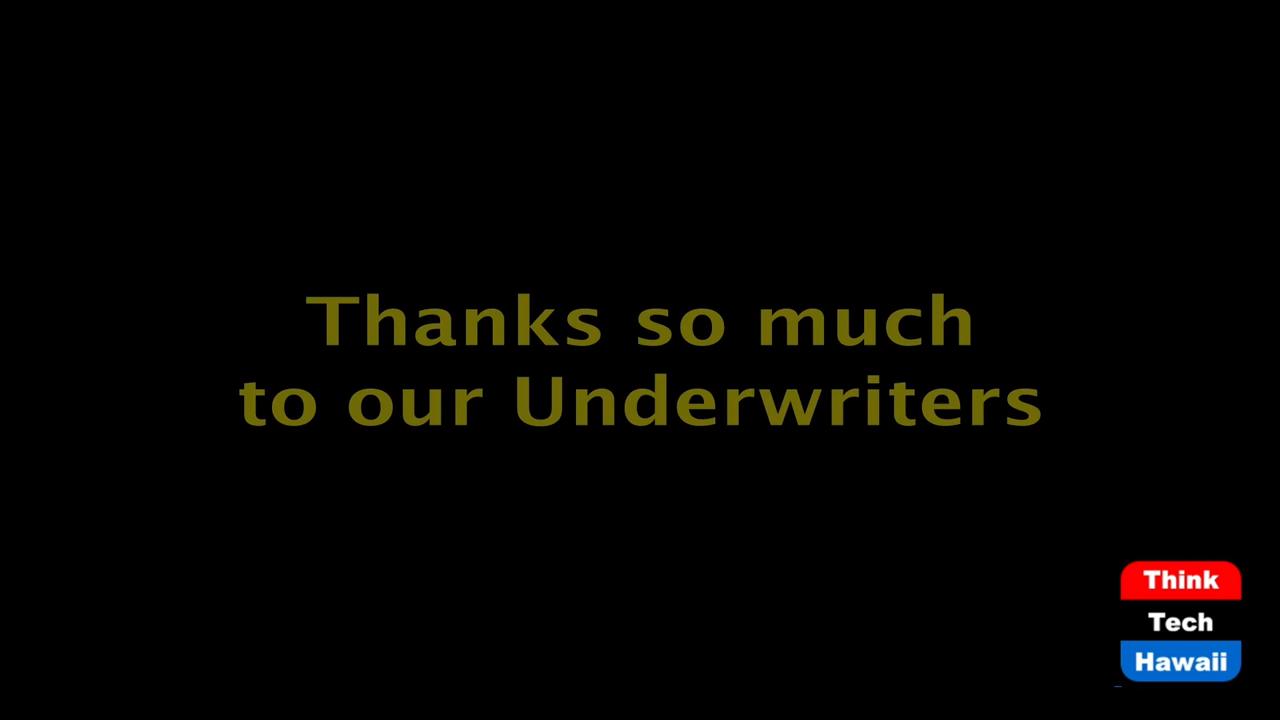 Thanks so much
to our Underwriters
Think
Tech
Hawaii